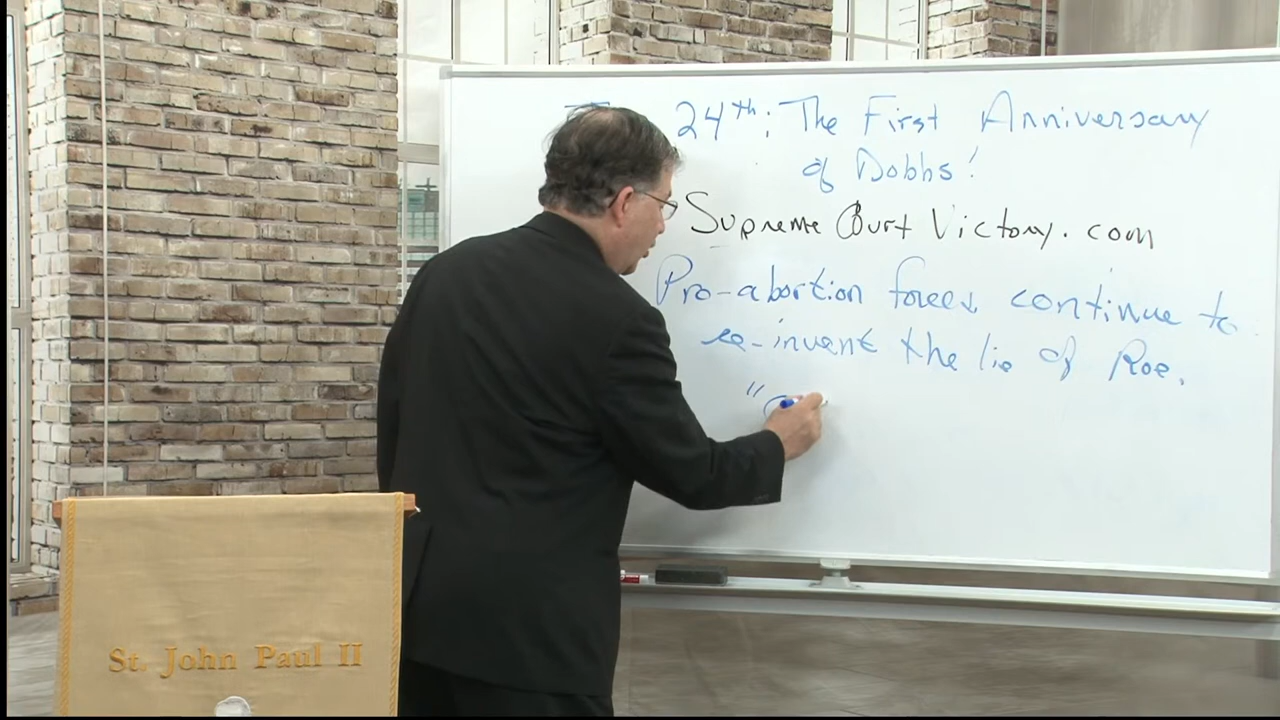 24th: The First Anniversary
of Dobbs!
SupremeCourtVictory.com
Pro-abortion forces continue to
re-invent the lie of Roe.
"
St. John Paul II